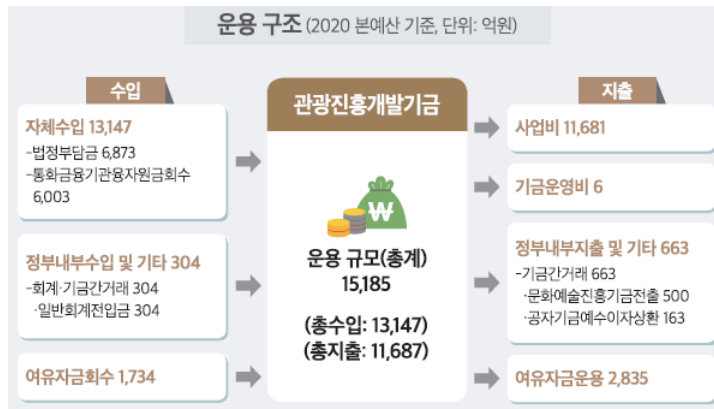 운용 구조 (2020 본예산 기준, 단위: 억원)
수입
자체수입 13,147
-법정부담금 6,873
-통화금융기관융자원금회수
6,003
정부내부수입 및 기타 304
-회계·기금간거래 304
·일반회계전입금 304
여유자금회수 1,734
관광진흥개발기금
₩
운용 규모(총계)
15,185
(총수입: 13,147)
(총지출: 11,687)
지출
사업비 11,681
기금운영비 6
정부내부지출 및 기타 663
-기금간거래 663
·문화예술진흥기금전출 500
·공자기금예수이자상환 163
여유자금운용 2,835